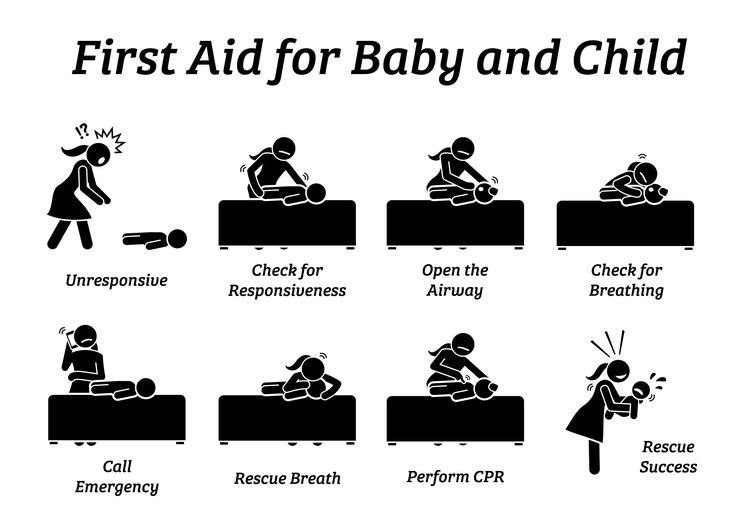 First Aid for Baby and Child
!?
Unresponsive
Check for
Responsiveness
Open the
Airway
Check for
Breathing
Call
Emergency
Rescue Breath
Perform CPR
Rescue
Success